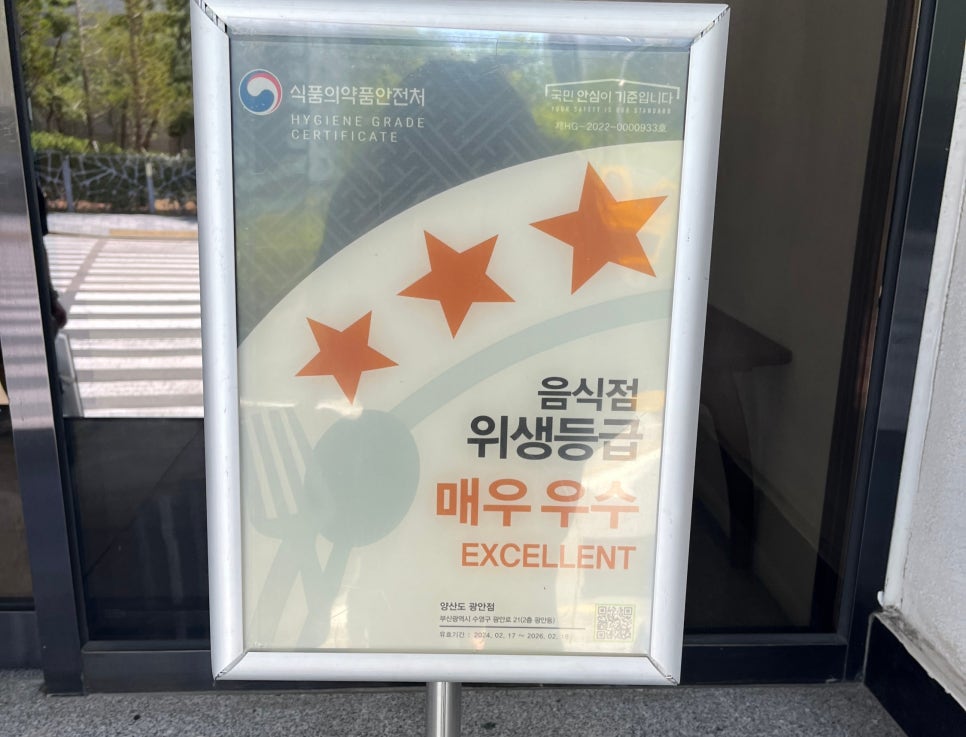 식품의약품안전처
HYGIENE GRADE
CERTIFICATE
국민 안심이 기준입니다
YOUR SAFETY IS OUR STANDARD
제HG-2022-0000933호
음식점
위생등급
매우 우수
EXCELLENT
양산도 광안점
부산광역시 수영구 광안로 21(2층 광안동)
유효기간 : 2024. 02. 17 ~ 2026. 02. 16